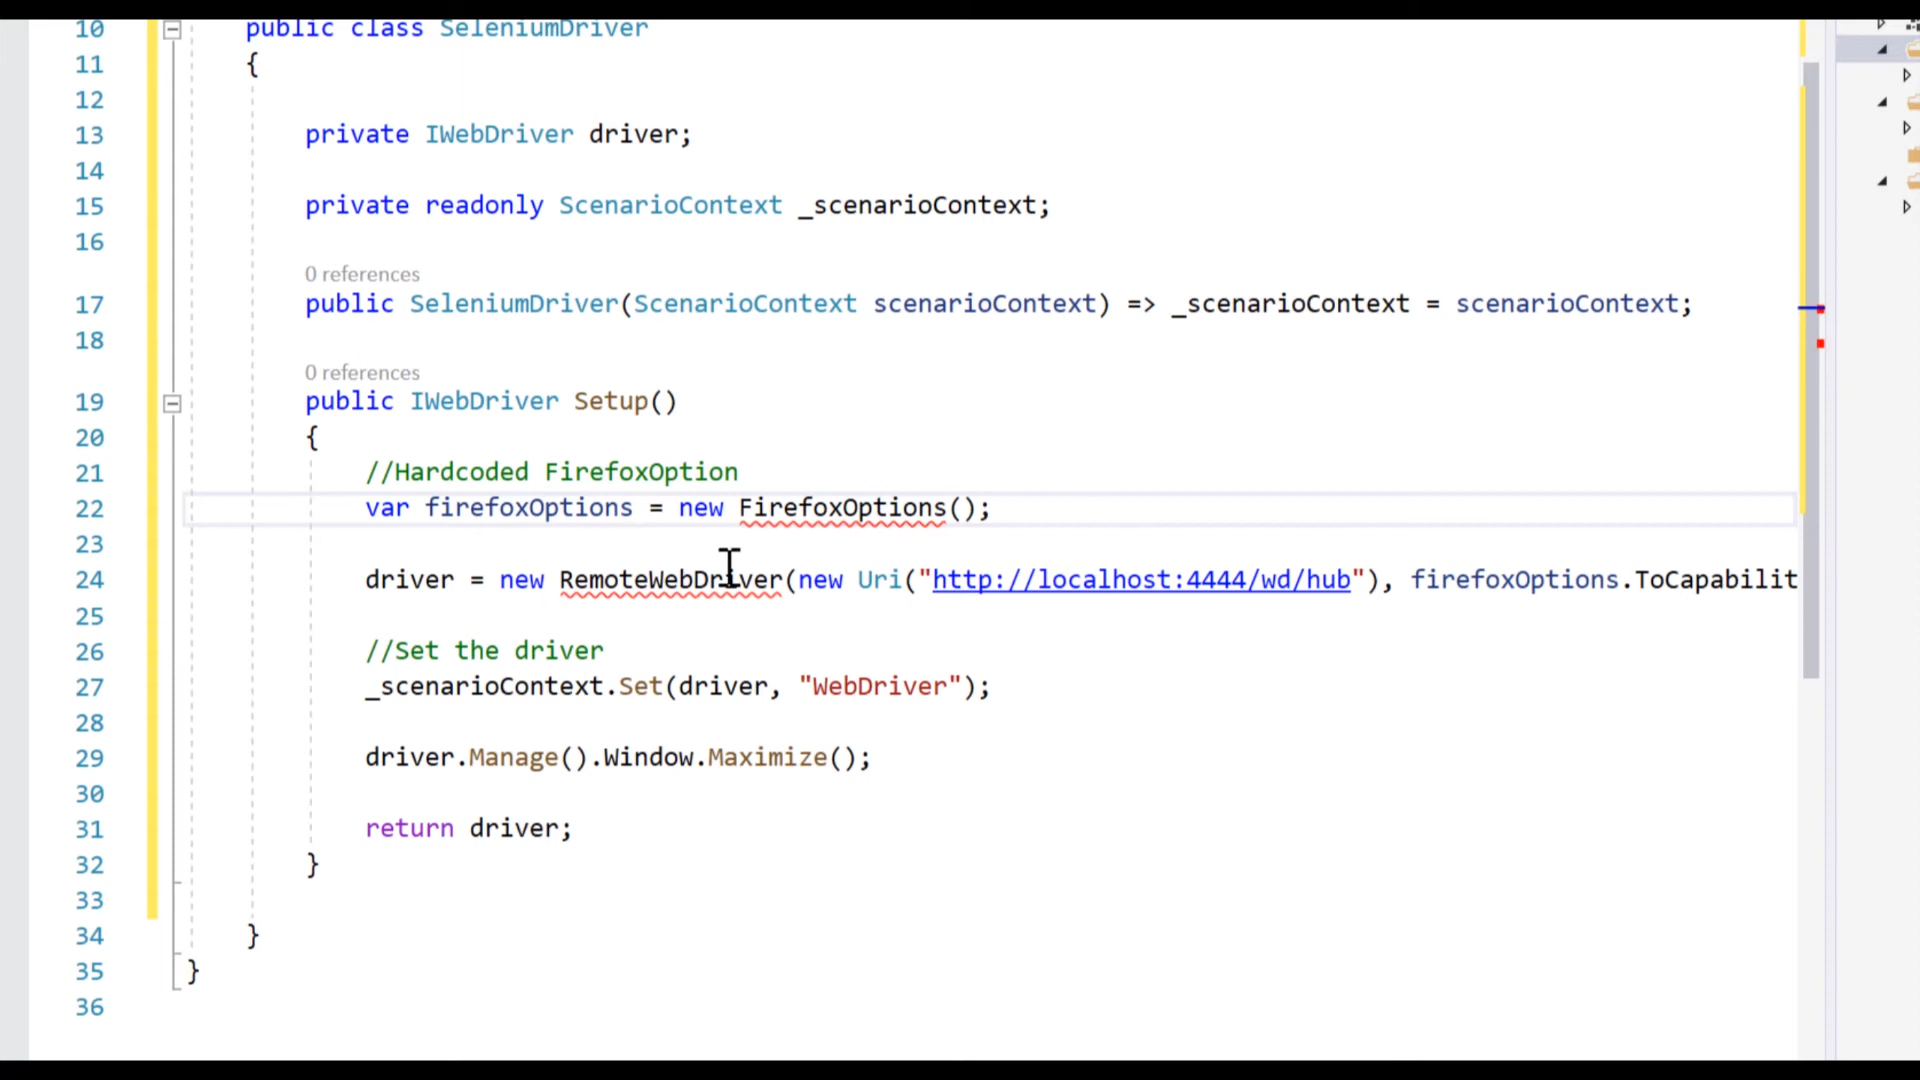 10 public class SeleniumDriver
11 {
12
13 private IWebDriver driver;
14
15 private readonly ScenarioContext _scenarioContext;
16
0 references
17 public SeleniumDriver(ScenarioContext scenarioContext) => _scenarioContext = scenarioContext;
18
0 references
19 public IWebDriver Setup()
20 {
21 //Hardcoded FirefoxOption
22 var firefoxOptions = new FirefoxOptions();
23
24 driver = new RemoteWebDriver(new Uri("http://localhost:4444/wd/hub"), firefoxOptions.ToCapabilit
25
26 //Set the driver
27 _scenarioContext.Set(driver, "WebDriver");
28
29 driver.Manage().Window.Maximize();
30
31 return driver;
32 }
33
34 }
35 }
36